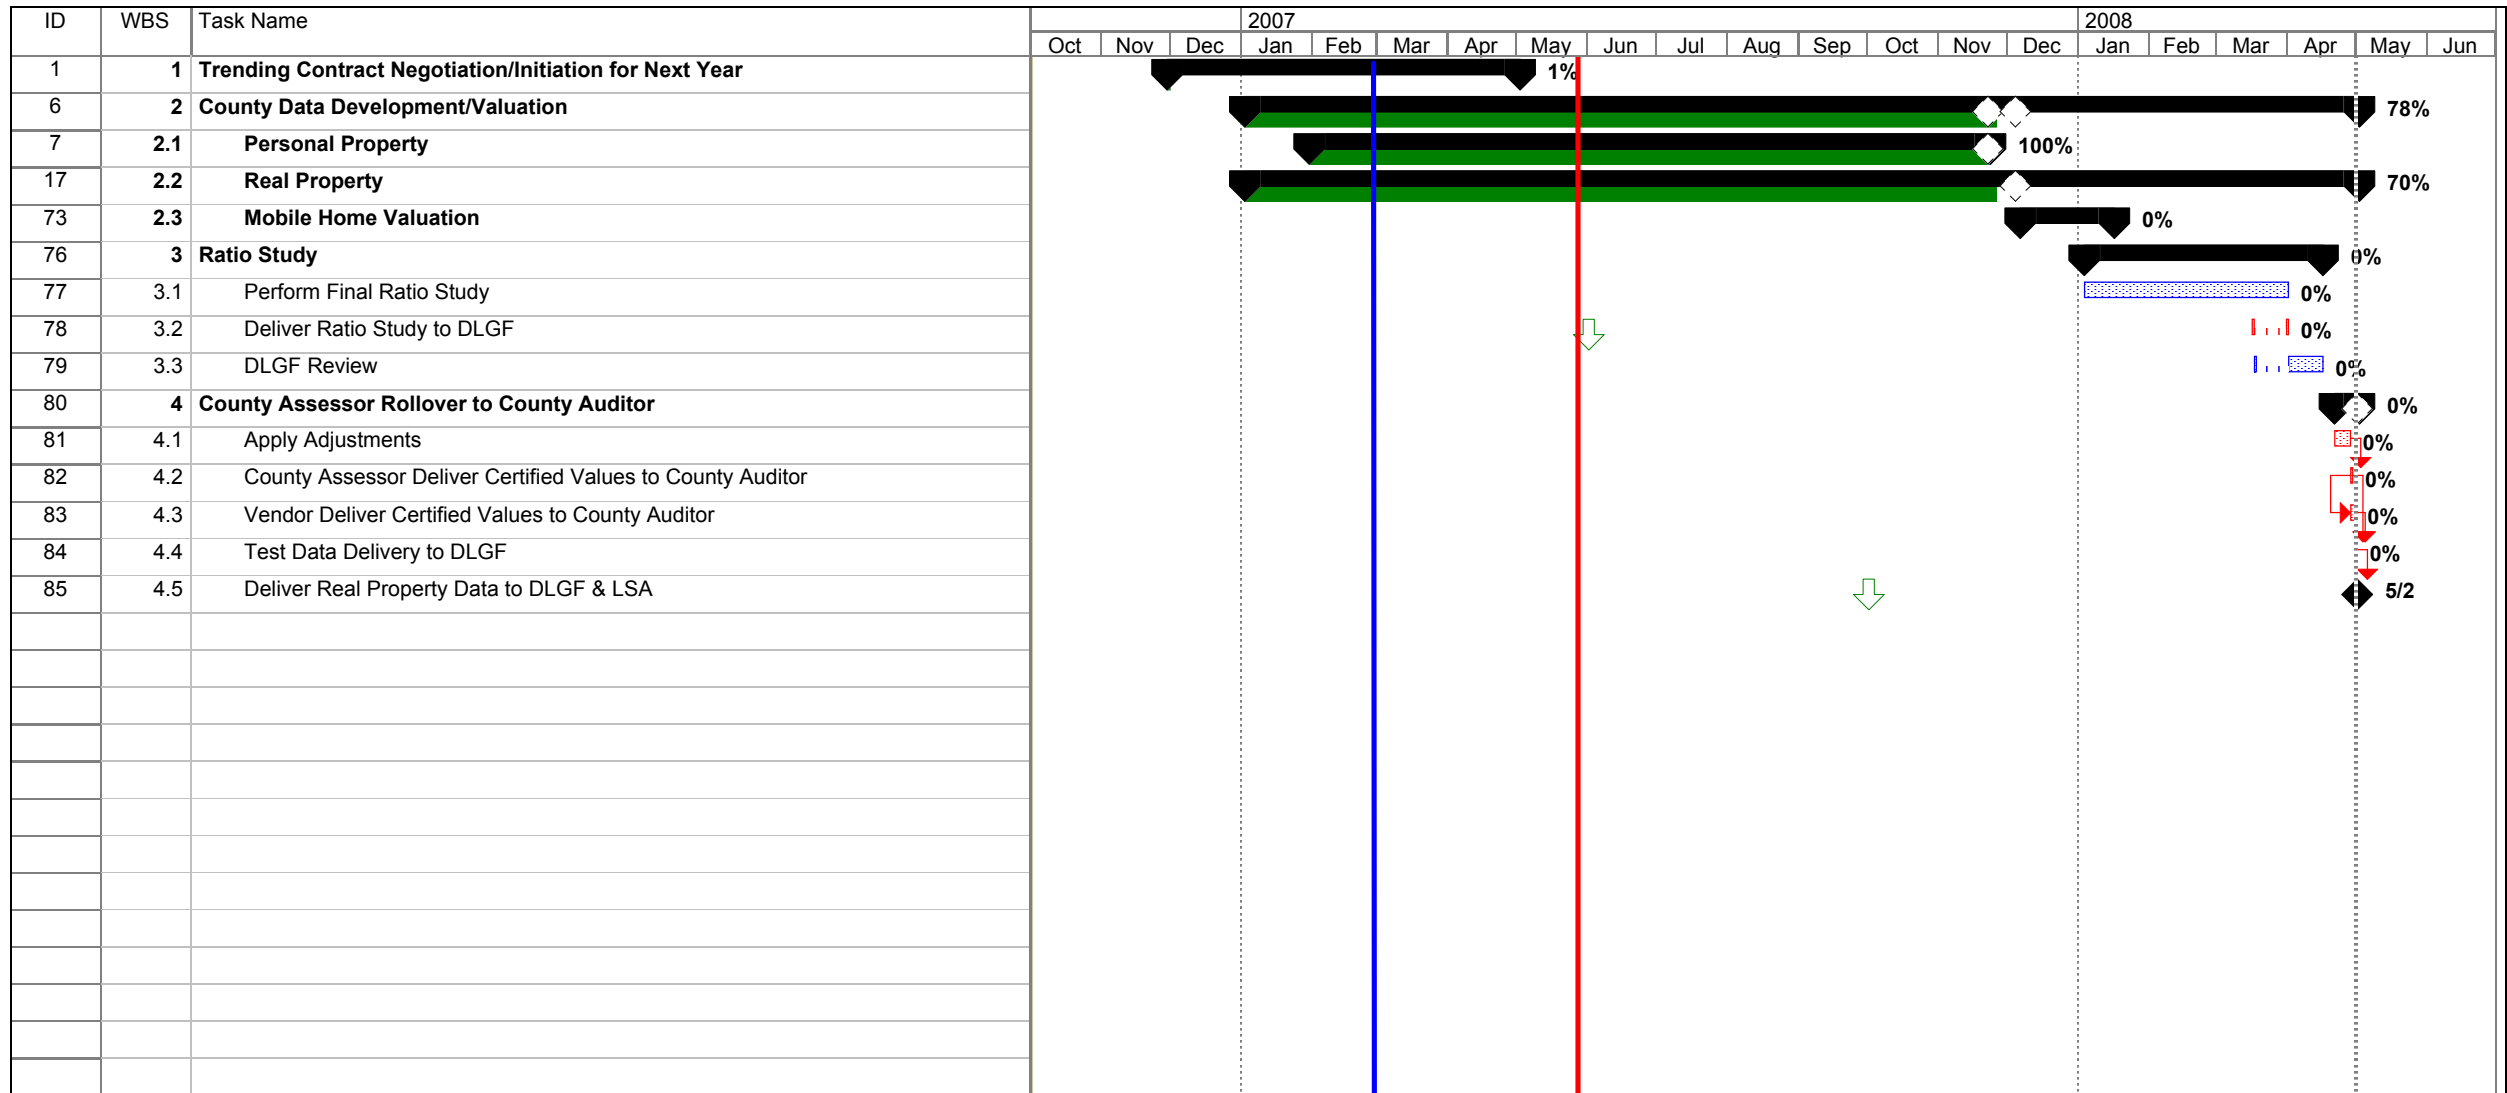 ID WBS Task Name 2007 2008
Oct Nov Dec Jan Feb Mar Apr May Jun Jul Aug Sep Oct Nov Dec Jan Feb Mar Apr May Jun
1 1 Trending Contract Negotiation/Initiation for Next Year 1%
6 2 County Data Development/Valuation 78%
7 2.1 Personal Property 100%
17 2.2 Real Property 70%
73 2.3 Mobile Home Valuation 0%
76 3 Ratio Study 0%
77 3.1 Perform Final Ratio Study 0%
78 3.2 Deliver Ratio Study to DLGF 0%
79 3.3 DLGF Review 0%
80 4 County Assessor Rollover to County Auditor 0%
81 4.1 Apply Adjustments 0%
82 4.2 County Assessor Deliver Certified Values to County Auditor 0%
83 4.3 Vendor Deliver Certified Values to County Auditor 0%
84 4.4 Test Data Delivery to DLGF 0%
85 4.5 Deliver Real Property Data to DLGF & LSA 5/2